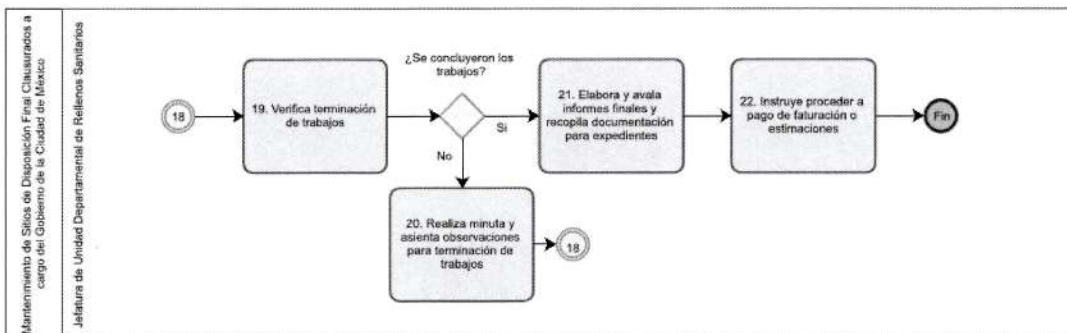 Mantenimiento de Sitios de Disposición Final Clausurados a
cargo del Gobierno de la Ciudad de México
Jefatura de Unidad Departamental de Rellenos Sanitarios
18
19. Verifica terminación
de trabajos
¿Se concluyeron los
trabajos?
Si
No
20. Realiza minuta y
asienta observaciones
para terminación de
trabajos
18
21. Elabora y avala
informes finales y
recopila documentación
para expedientes
22. Instruye proceder a
pago de faturación o
estimaciones
Fin